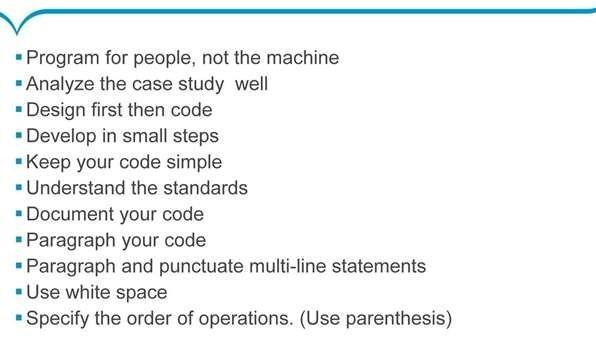 ▪ Program for people, not the machine
▪ Analyze the case study  well
▪ Design first then code
▪ Develop in small steps
▪ Keep your code simple
▪ Understand the standards
▪ Document your code
▪ Paragraph your code
▪ Paragraph and punctuate multi-line statements
▪ Use white space
▪ Specify the order of operations. (Use parenthesis)